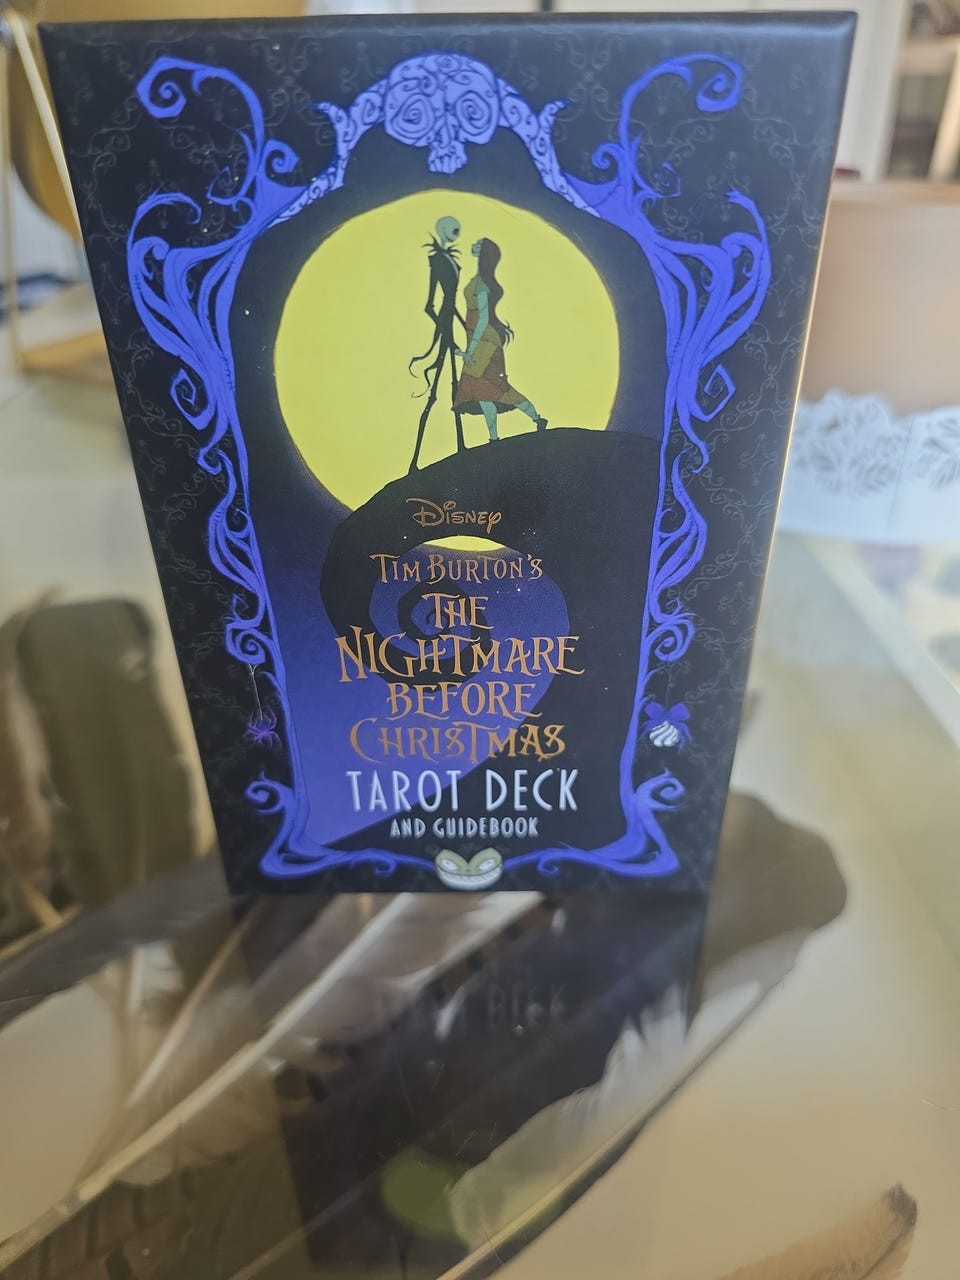 Disney
TIM BURTON'S
THE
NIGHTMARE
BEFORE
CHRISTMAS
TAROT DECK
AND GUIDEBOOK